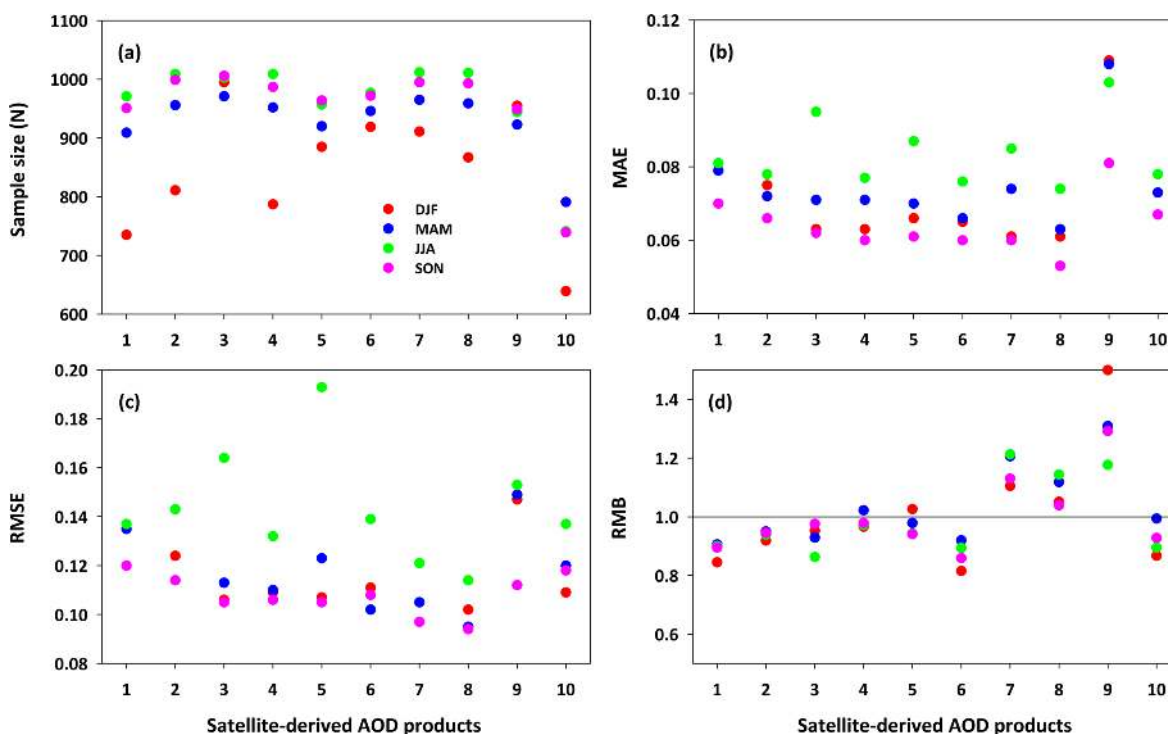 1100
1000
900
800
700
600
Sample size (N)
(a)
DJF
MAM
JJA
SON
1 2 3 4 5 6 7 8 9 10
0.12
0.10
0.08
0.06
0.04
MAE
(b)
1 2 3 4 5 6 7 8 9 10
0.20
0.18
0.16
0.14
0.12
0.10
0.08
RMSE
(c)
1 2 3 4 5 6 7 8 9 10
Satellite-derived AOD products
1.4
1.2
1.0
0.8
0.6
RMB
(d)
1 2 3 4 5 6 7 8 9 10
Satellite-derived AOD products